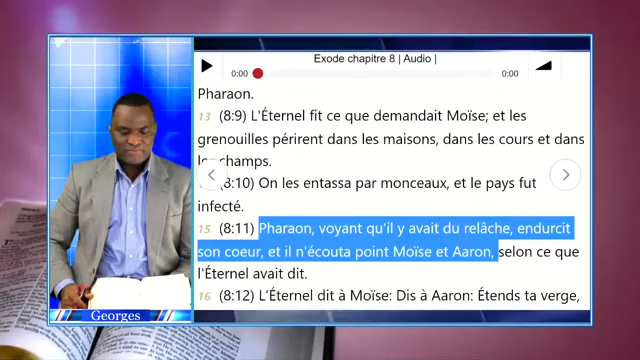 Exode chapitre 8 | Audio |
0:00
0:00
Pharaon.
13 (8:9) L'Éternel fit ce que demandait Moïse; et les
grenouilles périrent dans les maisons, dans les cours et dans
champs.
(8:10) On les entassa par monceaux, et le pays fut
infecté.
15 (8:11) Pharaon, voyant qu'il y avait du relâche, endurcit
son coeur, et il n'écouta point Moïse et Aaron, selon ce que
l'Éternel avait dit.
16 (8:12) L'Éternel dit à Moïse: Dis à Aaron: Étends ta verge,
Georges